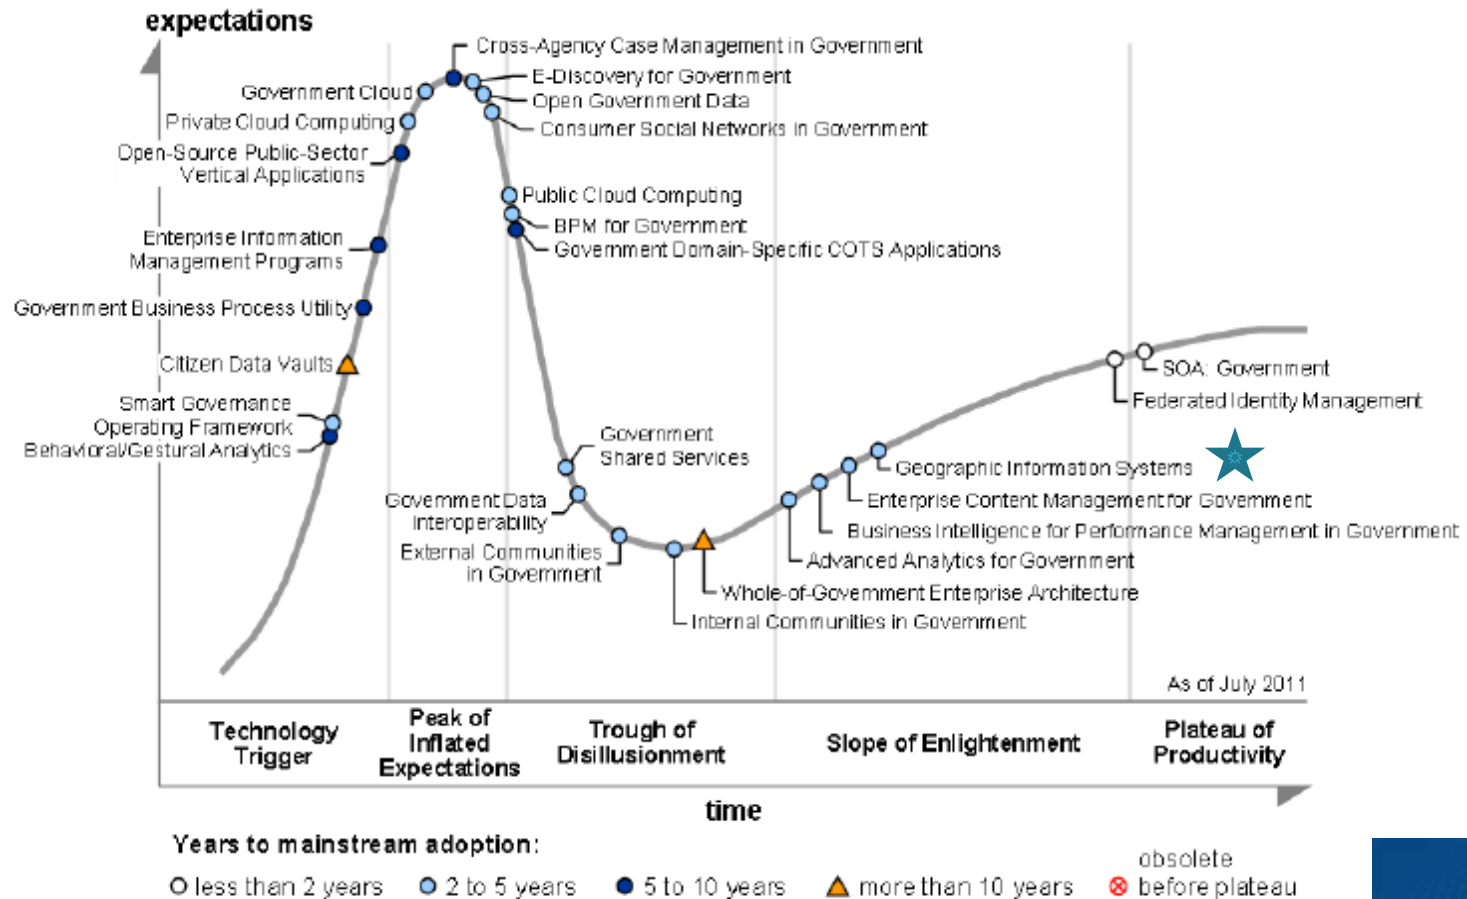 expectations
Cross-Agency Case Management in Government
E-Discovery for Government
Government Cloud
Open Government Data
Private Cloud Computing
Consumer Social Networks in Government
Open-Source Public-Sector
Vertical Applications
Public Cloud Computing
BPM for Government
Enterprise Information
Management Programs
Government Domain-Specific COTS Applications
Government Business Process Utility
Citizen Data Vaults
SOA: Government
Federated Identity Management
Smart Governance
Operating Framework
Behavioral/Gestural Analytics
Government
Shared Services
Geographic Information Systems
Government Data
Interoperability
Enterprise Content Management for Government
Business Intelligence for Performance Management in Government
External Communities
in Government
Advanced Analytics for Government
Whole-of-Government Enterprise Architecture
Internal Communities in Government
As of July 2011
Technology
Trigger
Peak of
Inflated
Expectations
Trough of
Disillusionment
Slope of Enlightenment
Plateau of
Productivity
time
Years to mainstream adoption:
less than 2 years
2 to 5 years
5 to 10 years
more than 10 years
obsolete
before plateau